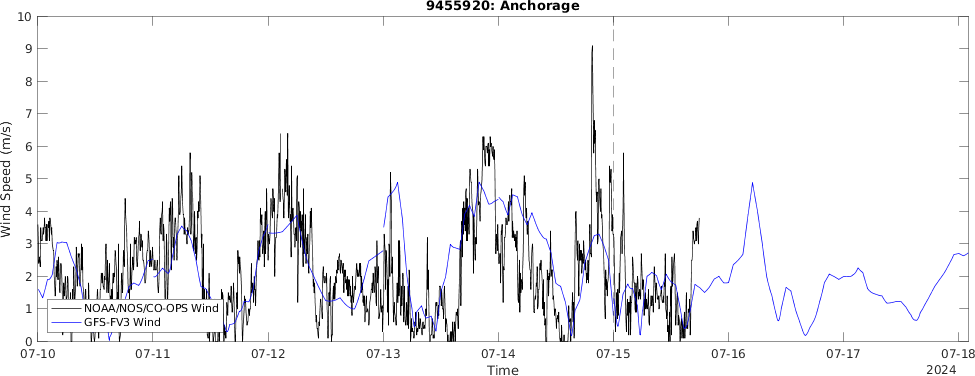 9455920: Anchorage
10
9
8
7
6
5
4
3
2
1
0
Wind Speed (m/s)
NOAA/NOS/CO-OPS Wind
GFS-FV3 Wind
07-10 07-11 07-12 07-13 07-14 07-15 07-16 07-17 07-18
Time
2024